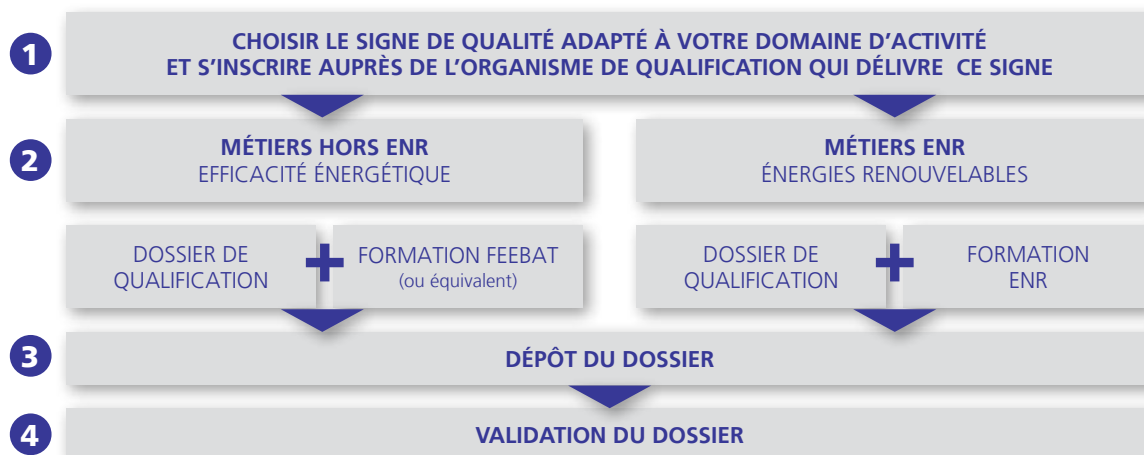 1
CHOISIR LE SIGNE DE QUALITÉ ADAPTÉ À VOTRE DOMAINE D'ACTIVITÉ
ET S'INSCRIRE AUPRÈS DE L'ORGANISME DE QUALIFICATION QUI DÉLIVRE CE SIGNE
2
MÉTIERS HORS ENR
EFFICACITÉ ÉNERGÉTIQUE
MÉTIERS ENR
ÉNERGIES RENOUVELABLES
DOSSIER DE
QUALIFICATION
+
FORMATION FEEBAT
(ou équivalent)
DOSSIER DE
QUALIFICATION
+
FORMATION
ENR
3
DÉPÔT DU DOSSIER
4
VALIDATION DU DOSSIER